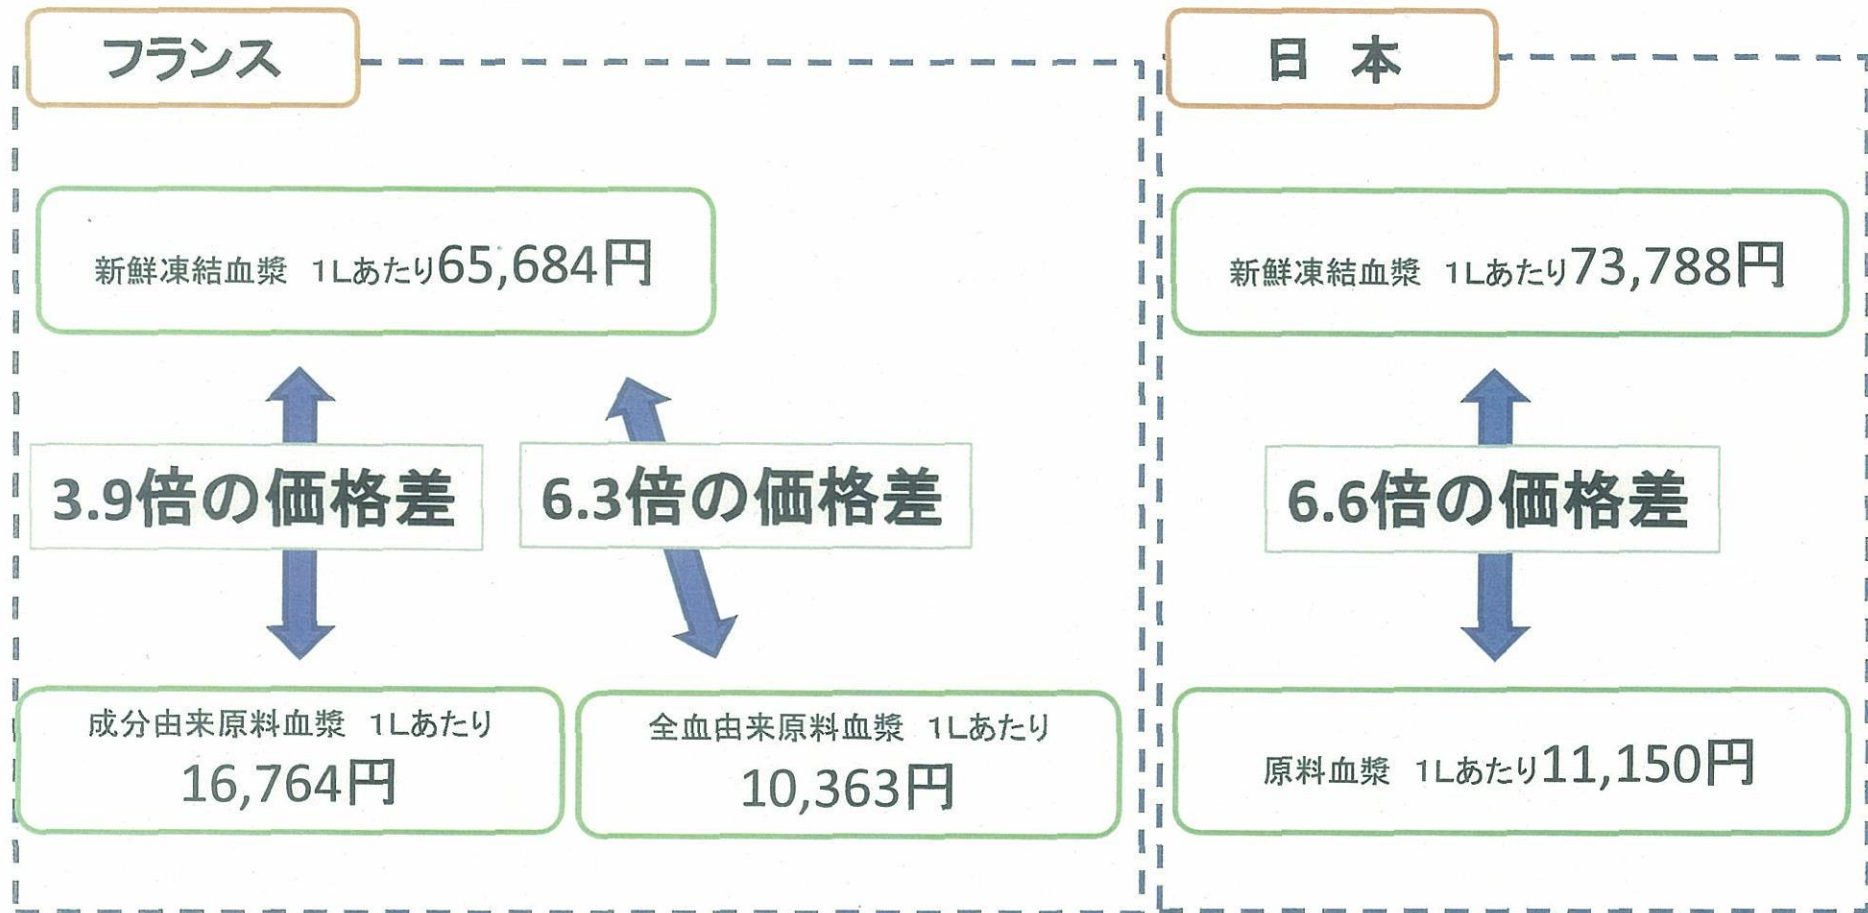 フランス
新鮮凍結血漿　1Lあたり65,684円
3.9倍の価格差
6.3倍の価格差
成分由来原料血漿　1Lあたり
16,764円
全血由来原料血漿　1Lあたり
10,363円
日　本
新鮮凍結血漿　1Lあたり73,788円
6.6倍の価格差
原料血漿　1Lあたり11,150円